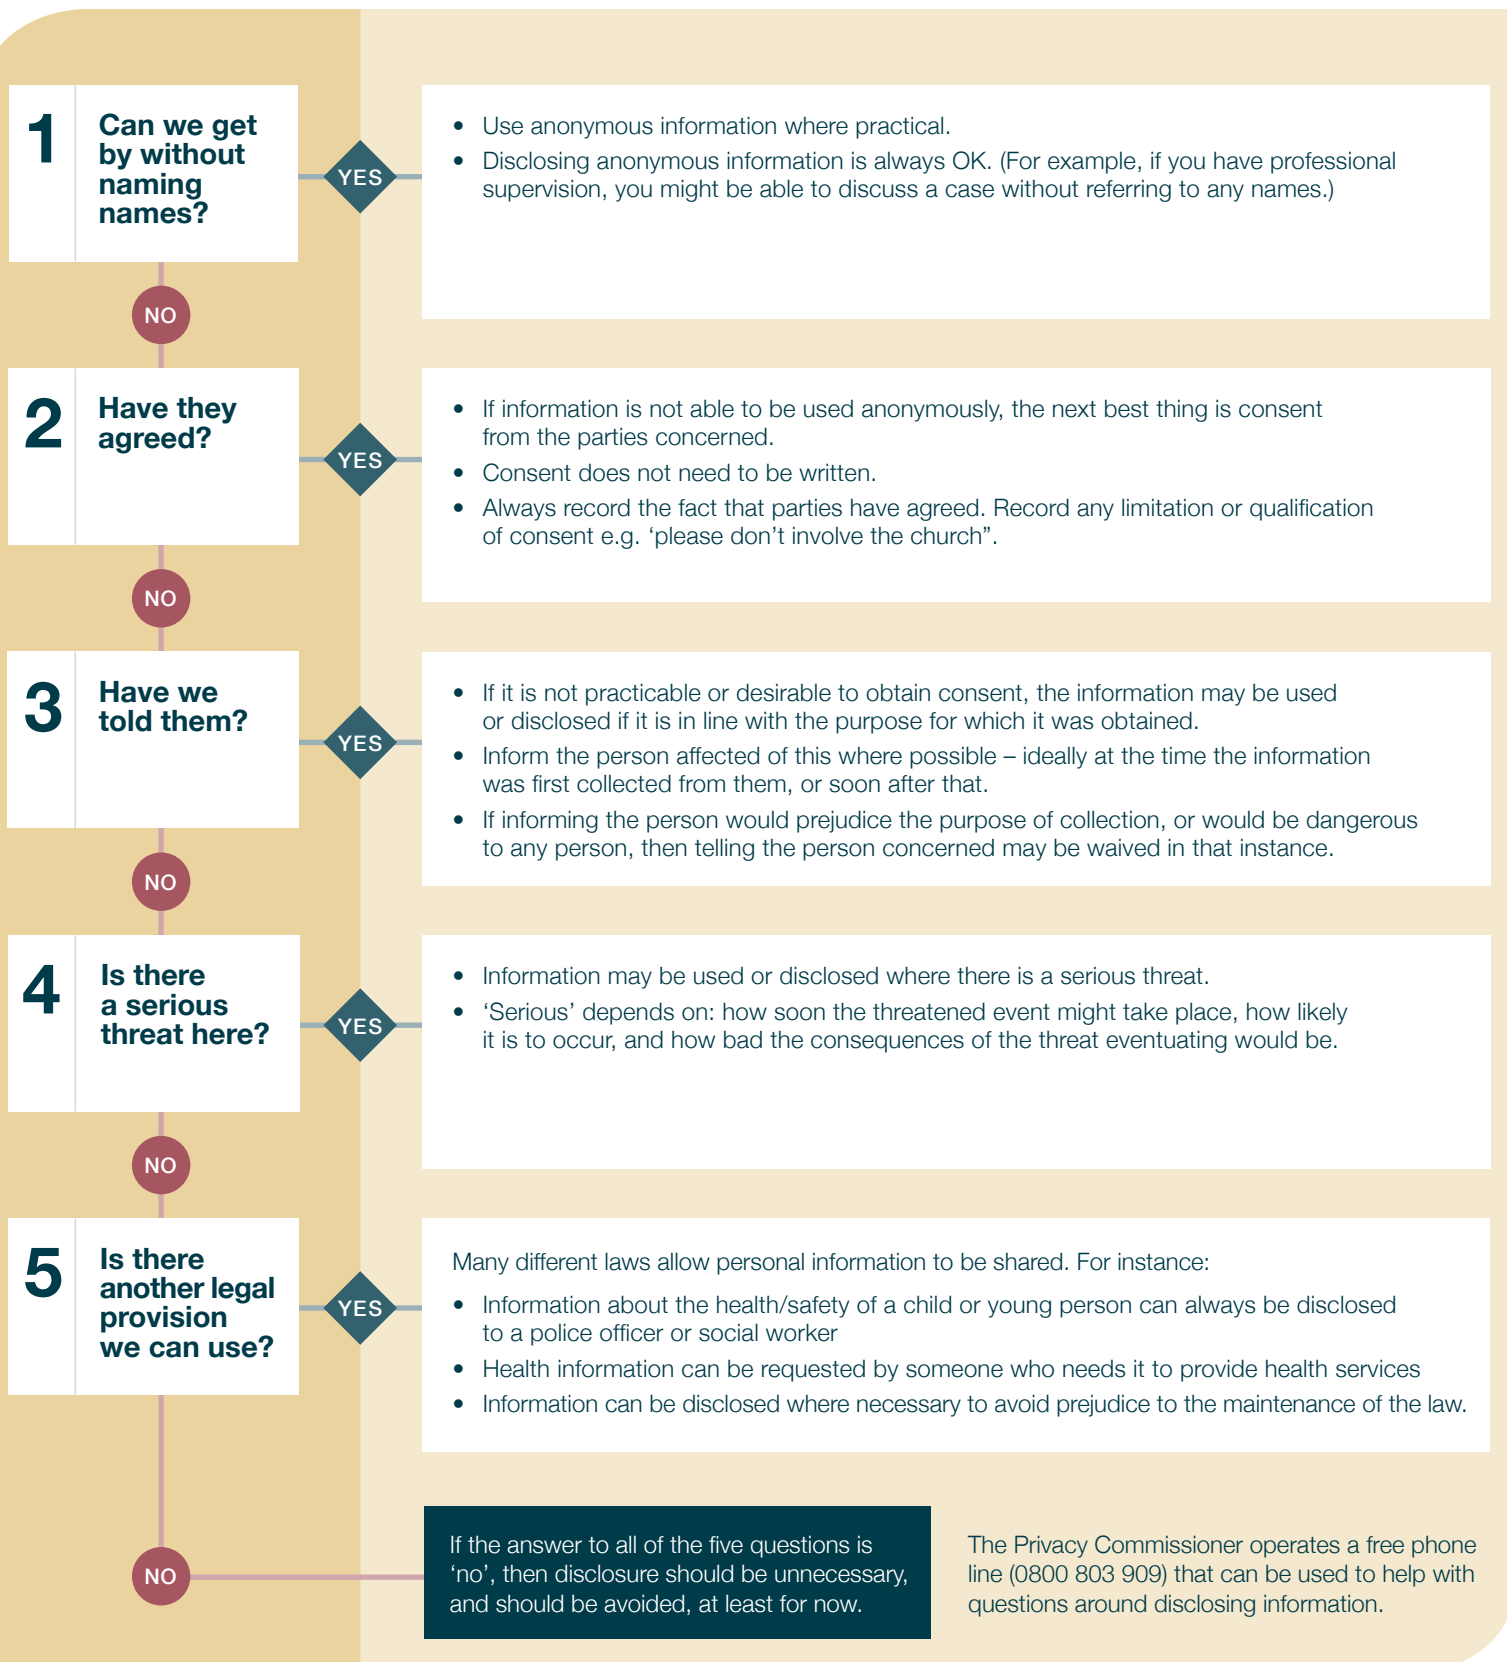 1
Can we get
by without
naming
names?
YES
• Use anonymous information where practical.
• Disclosing anonymous information is always OK. (For example, if you have professional
supervision, you might be able to discuss a case without referring to any names.)
NO
2
Have they
agreed?
YES
• If information is not able to be used anonymously, the next best thing is consent
from the parties concerned.
• Consent does not need to be written.
• Always record the fact that parties have agreed. Record any limitation or qualification
of consent e.g. ‘please don’t involve the church”.
NO
3
Have we
told them?
YES
• If it is not practicable or desirable to obtain consent, the information may be used
or disclosed if it is in line with the purpose for which it was obtained.
• Inform the person affected of this where possible – ideally at the time the information
was first collected from them, or soon after that.
• If informing the person would prejudice the purpose of collection, or would be dangerous
to any person, then telling the person concerned may be waived in that instance.
NO
4
Is there
a serious
threat here?
YES
• Information may be used or disclosed where there is a serious threat.
• ‘Serious’ depends on: how soon the threatened event might take place, how likely
it is to occur, and how bad the consequences of the threat eventuating would be.
NO
5
Is there
another legal
provision
we can use?
YES
Many different laws allow personal information to be shared. For instance:
• Information about the health/safety of a child or young person can always be disclosed
to a police officer or social worker
• Health information can be requested by someone who needs it to provide health services
• Information can be disclosed where necessary to avoid prejudice to the maintenance of the law.
NO
If the answer to all of the five questions is
‘no’, then disclosure should be unnecessary,
and should be avoided, at least for now.
The Privacy Commissioner operates a free phone
line (0800 803 909) that can be used to help with
questions around disclosing information.